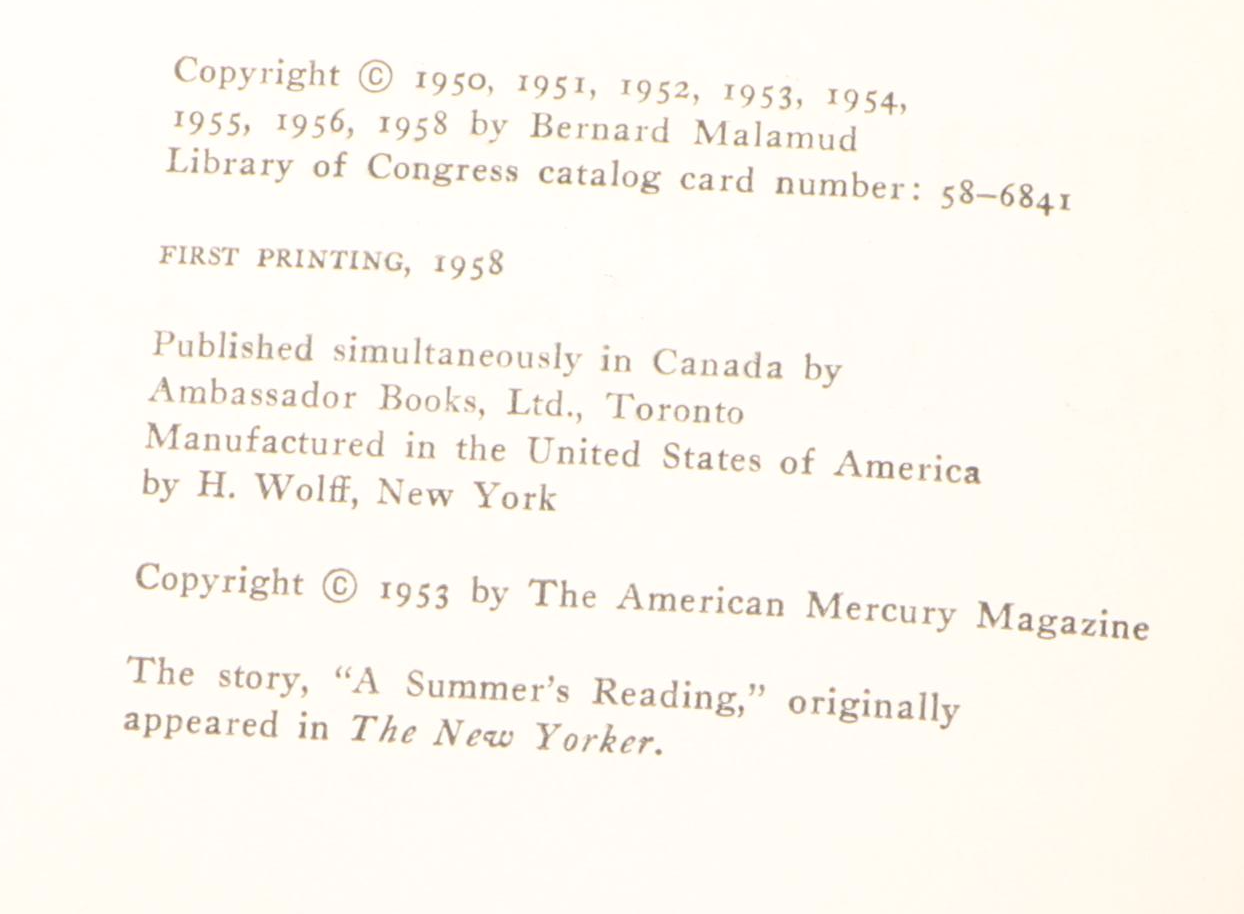 Copyright © 1950, 1951, 1952, 1953, 1954,
1955, 1956, 1958 by Bernard Malamud
Library of Congress catalog card number: 58–6841
FIRST PRINTING, 1958
Published simultaneously in Canada by
Ambassador Books, Ltd., Toronto
Manufactured in the United States of America
by H. Wolff, New York
Copyright © 1953 by The American Mercury Magazine
The story, “A Summer’s Reading,” originally
appeared in The New Yorker.